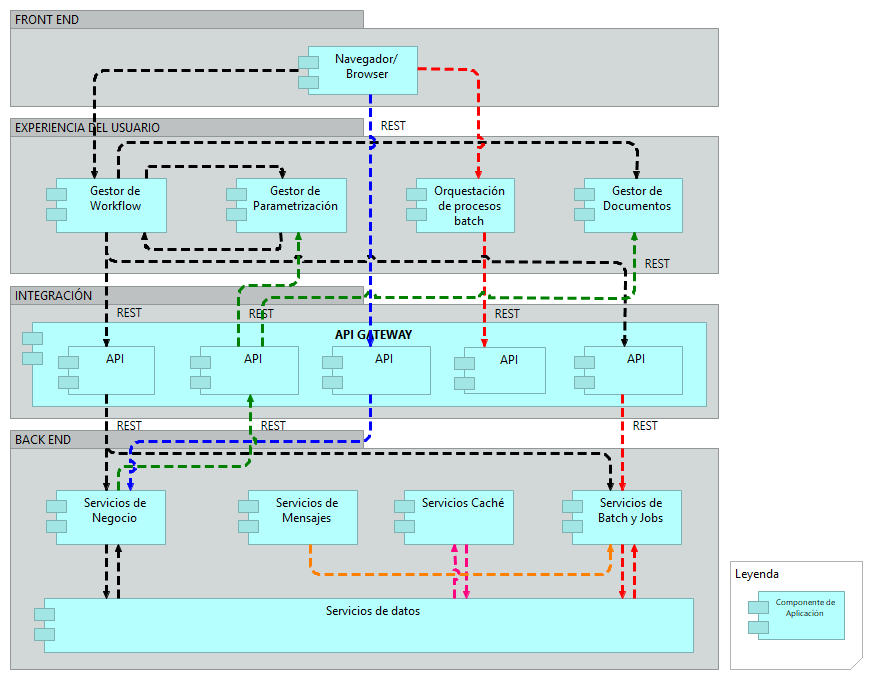 FRONT END
Navegador/
Browser
REST
EXPERIENCIA DEL USUARIO
Gestor de
Workflow
Gestor de
Parametrización
Orquestación
de procesos
batch
Gestor de
Documentos
REST
INTEGRACIÓN
REST
REST
REST
API GATEWAY
API
API
API
API
API
REST
REST
REST
BACK END
Servicios de
Negocio
Servicios de
Mensajes
Servicios Caché
Servicios de
Batch y Jobs
Servicios de datos
Leyenda
Componente de
Aplicación